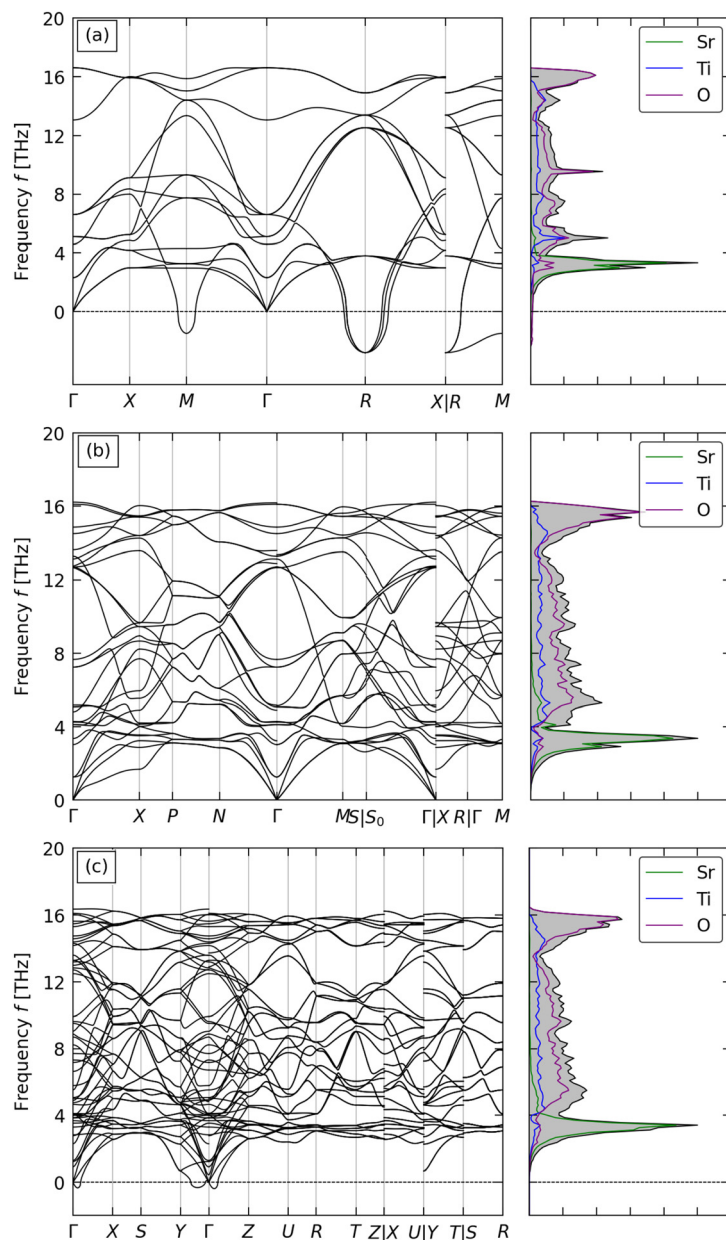 (a)
Frequency f [THz]
20
16
12
8
4
0
Γ X M Γ R X|R M
Sr
Ti
O
(b)
Frequency f [THz]
20
16
12
8
4
0
Γ X P N Γ M S|S₀ Γ|X R|Γ M
Sr
Ti
O
(c)
Frequency f [THz]
20
16
12
8
4
0
Γ X S Y Γ Z U R T Z|X U|Y T|S R
Sr
Ti
O